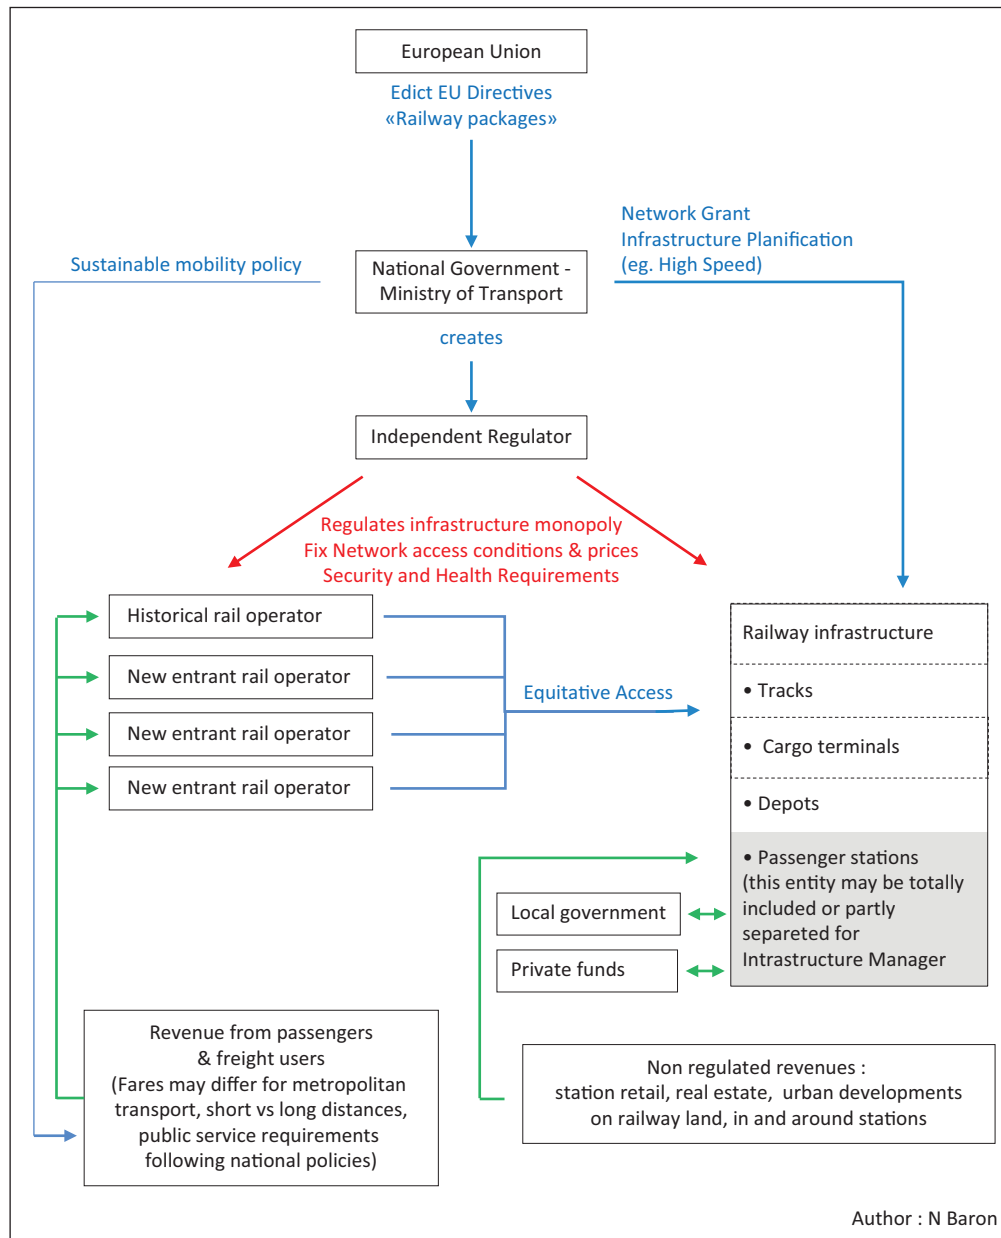 European Union
Edict EU Directives
«Railway packages»
Network Grant
Infrastructure Planification
(eg. High Speed)
Sustainable mobility policy
National Government -
Ministry of Transport
creates
Independent Regulator
Regulates infrastructure monopoly
Fix Network access conditions & prices
Security and Health Requirements
Historical rail operator
New entrant rail operator
New entrant rail operator
New entrant rail operator
Equitative Access
Railway infrastructure
• Tracks
• Cargo terminals
• Depots
• Passenger stations
(this entity may be totally
included or partly
separeted for
Intrastructure Manager
Local government
Private funds
Revenue from passengers
& freight users
(Fares may differ for metropolitan
transport, short vs long distances,
public service requirements
following national policies)
Non regulated revenues :
station retail, real estate, urban developments
on railway land, in and around stations
Author : N Baron